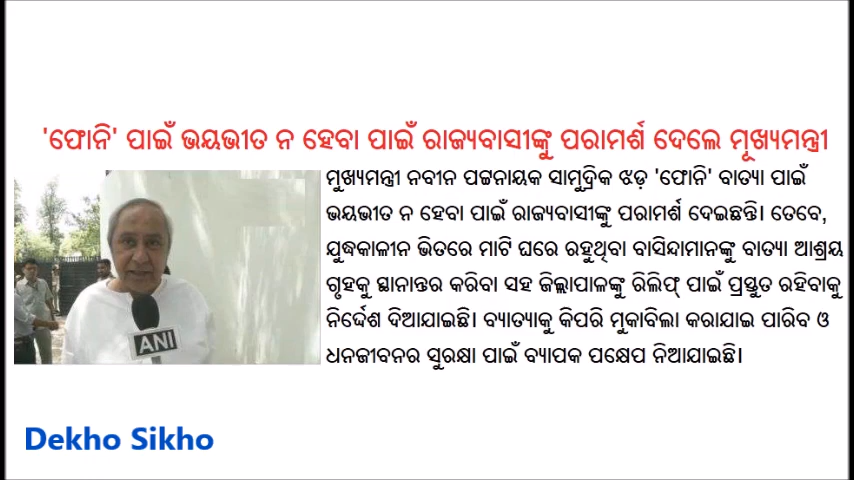 'ଫୋନି' ପାଇଁ ଭୟଭୀତ ନ ହେବା ପାଇଁ ରାଜ୍ୟବାସୀଙ୍କୁ ପରାମର୍ଶ ଦେଲେ ମୂଖ୍ୟମନ୍ତ୍ରୀ
ମୁଖ୍ୟମନ୍ତ୍ରୀ ନବୀନ ପଟ୍ଟନାୟକ ସାମୁଦ୍ରିକ ଝଡ଼ 'ଫୋନି' ବାତ୍ୟା ପାଇଁ
ଭୟଭୀତ ନ ହେବା ପାଇଁ ରାଜ୍ୟବାସୀଙ୍କୁ ପରାମର୍ଶ ଦେଇଛନ୍ତି। ତେବେ,
ଯୁଦ୍ଧକାଳୀନ ଭିତରେ ମାଟି ଘରେ ରହୁଥିବା ବାସିନ୍ଦାମାନଙ୍କୁ ବାତ୍ୟା ଆଶ୍ରୟ
ଗୃହକୁ ସ୍ଥାନାନ୍ତର କରିବା ସହ ଜିଲ୍ଲାପାଳଙ୍କୁ ରିଲିଫ୍ ପାଇଁ ପ୍ରସ୍ତୁତ ରହିବାକୁ
ନିର୍ଦ୍ଦେଶ ଦିଆଯାଇଛି। ବ୍ୟାତ୍ୟାକୁ କିପରି ମୁକାବିଲା କରାଯାଇ ପାରିବ ଓ
ଧନଜୀବନର ସୁରକ୍ଷା ପାଇଁ ବ୍ୟାପକ ପକ୍ଷେପ ନିଆଯାଇଛି।
ANI
Dekho Sikho